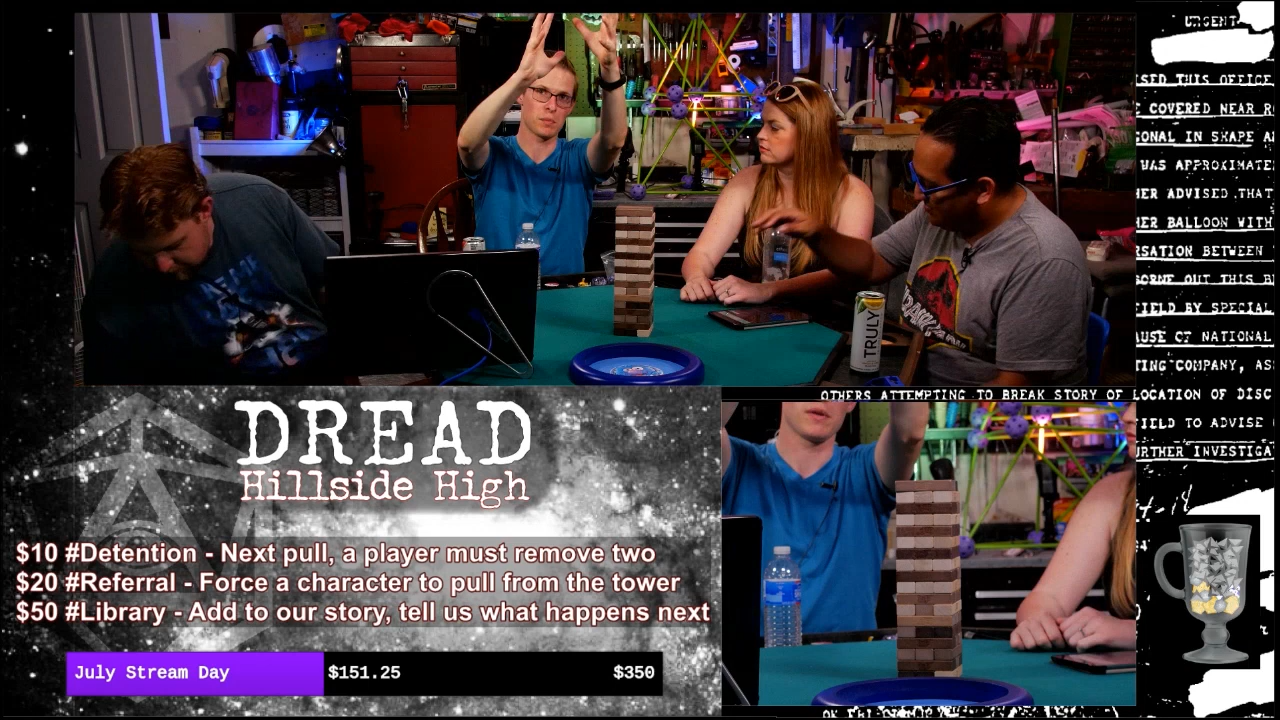 URGENT
SED THIS OFFICE
COVERED NEAR
ONAL IN SHAPE
WAS APPROXIMATE
HER ADVISED THAT
HER BALLOON WITH
RSATION BETWEEN
BORNE OUT THIS
FIELD BY SPECIAL
AUSE OF NATIONAL
TING COMPANY, AS
OTHERS ATTEMPTING TO BREAK STORY OF LOCATION OF DISC
IELD TO ADVISE
URTHER INVESTIGA
TRULY
DREAD
Hillside High
$10 #Detention - Next pull, a player must remove two
$20 #Referral - Force a character to pull from the tower
$50 #Library - Add to our story, tell us what happens next
July Stream Day $151.25 $350